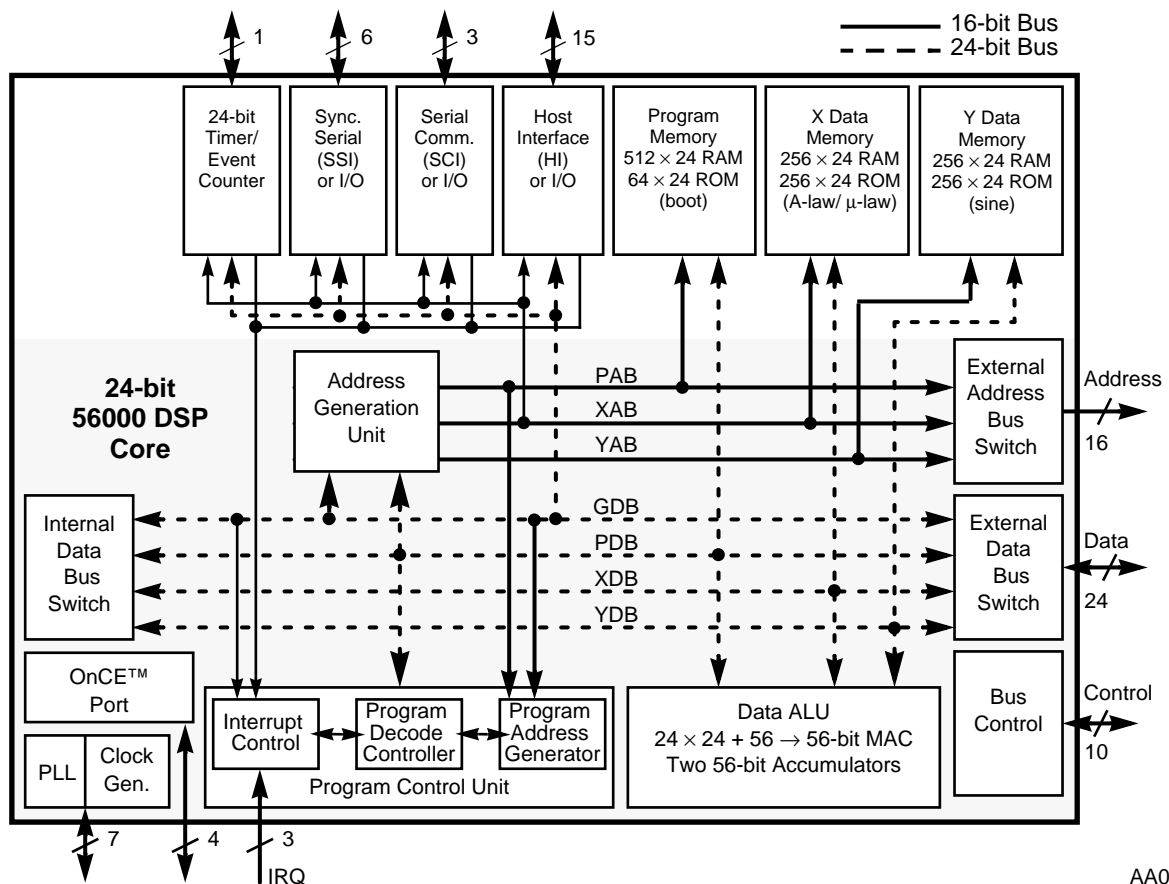 1
6
3
15
16-bit Bus
24-bit Bus
24-bit
Timer/
Event
Counter
Sync.
Serial
(SSI)
or I/O
Serial
Comm.
(SCI)
or I/O
Host
Interface
(HI)
or I/O
Program
Memory
512 × 24 RAM
64 × 24 ROM
(boot)
X Data
Memory
256 × 24 RAM
256 × 24 ROM
(A-law/ μ-law)
Y Data
Memory
256 × 24 RAM
256 × 24 ROM
(sine)
24-bit
56000 DSP
Core
Address
Generation
Unit
PAB
XAB
YAB
External
Address
Bus
Switch
Address
16
Internal
Data
Bus
Switch
GDB
PDB
XDB
YDB
External
Data
Bus
Switch
Data
24
OnCE™
Port
PLL
Clock
Gen.
Interrupt
Control
Program
Decode
Controller
Program
Address
Generator
Program Control Unit
Data ALU
24 × 24 + 56 → 56-bit MAC
Two 56-bit Accumulators
Bus
Control
Control
10
7
4
3
IRQ
AA0